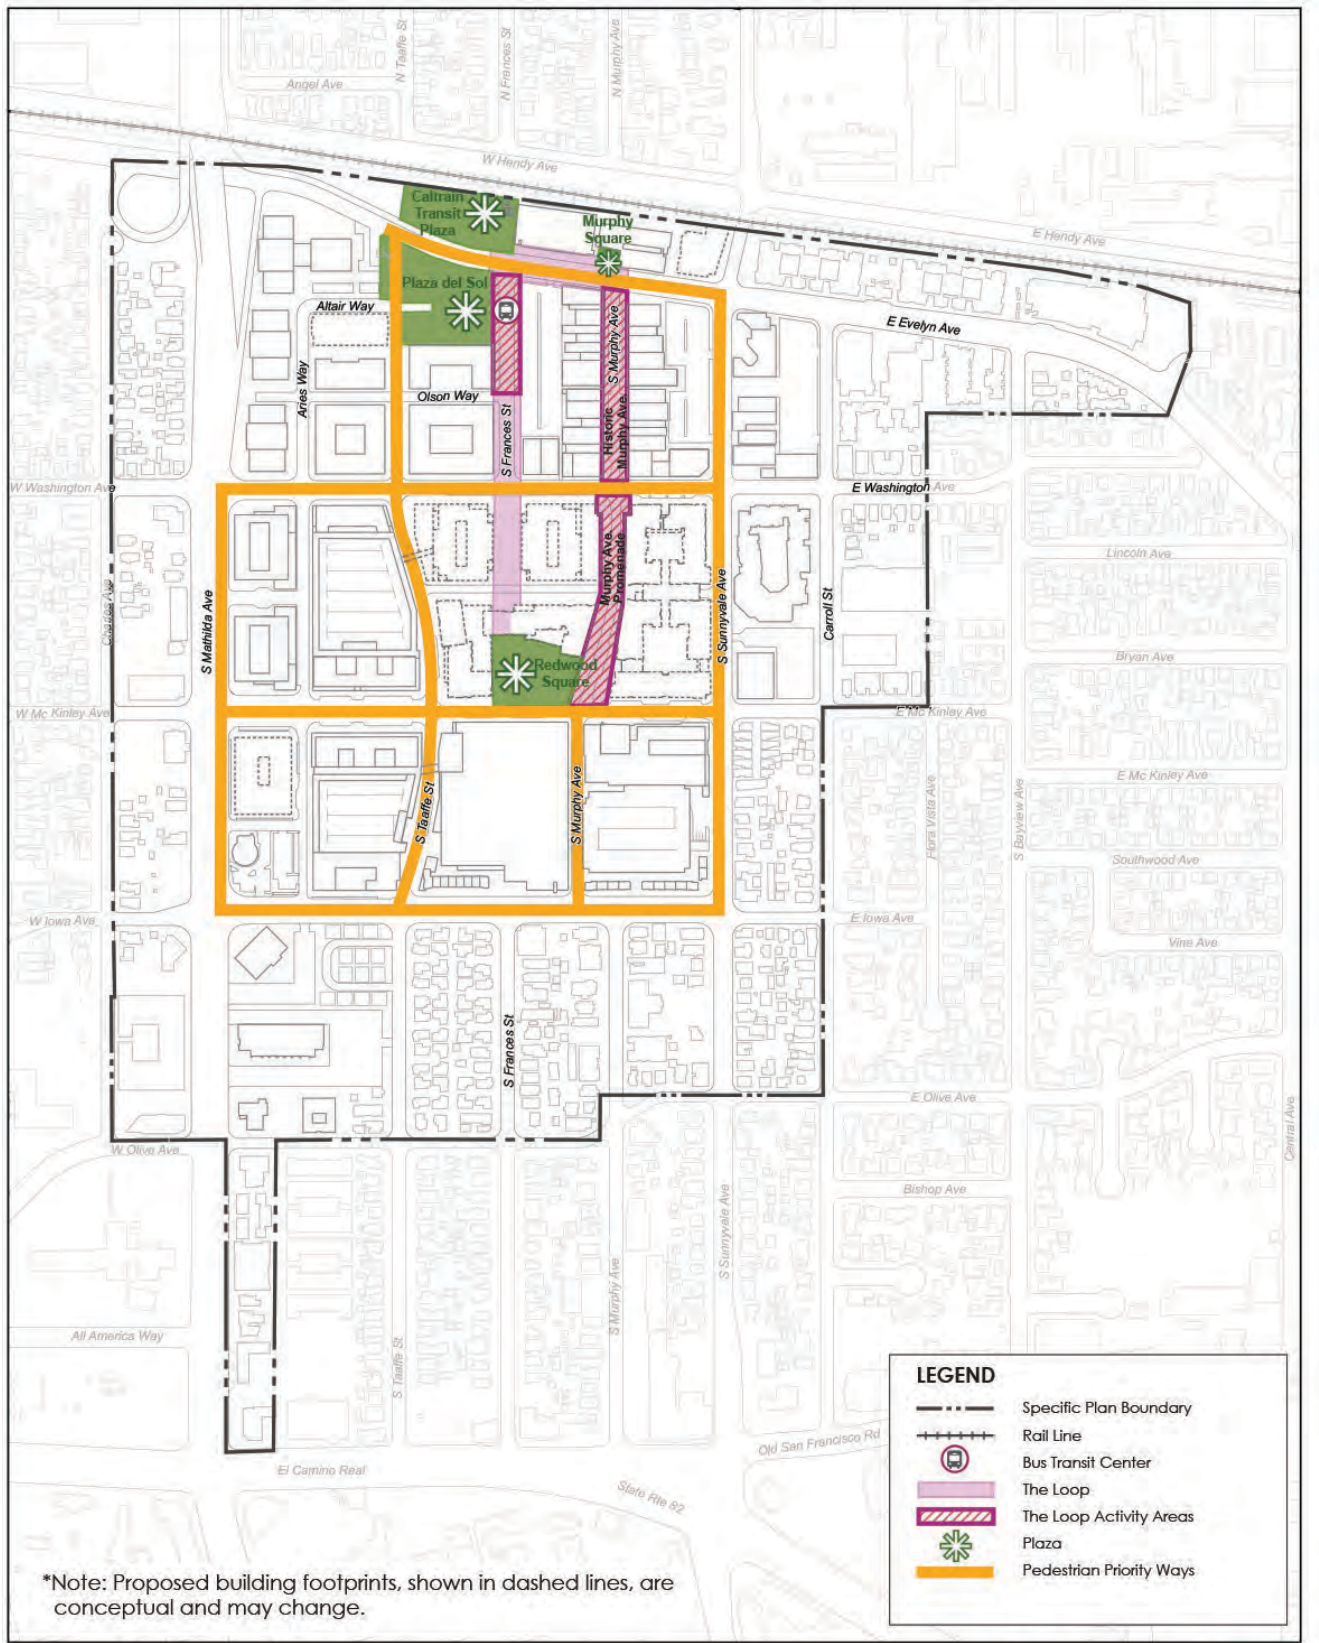 Angel Ave
N Taaffe St
N Frances St
N Murphy Ave
W Hendy Ave
E Hendy Ave
Caltrain
Transit
Plaza
Murphy
Square
Plaza del Sol
Altair Way
E Evelyn Ave
S Murphy Ave
Aries Way
Olson Way
S Frances St
Historic
Murphy Ave.
W Washington Ave
E Washington Ave
Lincoln Ave
Murphy Ave.
Promenade
Charles Ave
S Mathilda Ave
S Sunnyvale Ave
Carroll St
Bryan Ave
Redwood
Square
W Mc Kinley Ave
E Mc Kinley Ave
E Mc Kinley Ave
S Taaffe St
S Murphy Ave
Flora Vista Ave
S Bayview Ave
Southwood Ave
W Iowa Ave
E Iowa Ave
Vine Ave
S Frances St
E Olive Ave
Central Ave
W Olive Ave
Bishop Ave
S Sunnyvale Ave
S Murphy Ave
All America Way
S Taaffe St
Old San Francisco Rd
El Camino Real
State Rte 82
LEGEND
Specific Plan Boundary
Rail Line
Bus Transit Center
The Loop
The Loop Activity Areas
Plaza
Pedestrian Priority Ways
*Note: Proposed building footprints, shown in dashed lines, are
conceptual and may change.